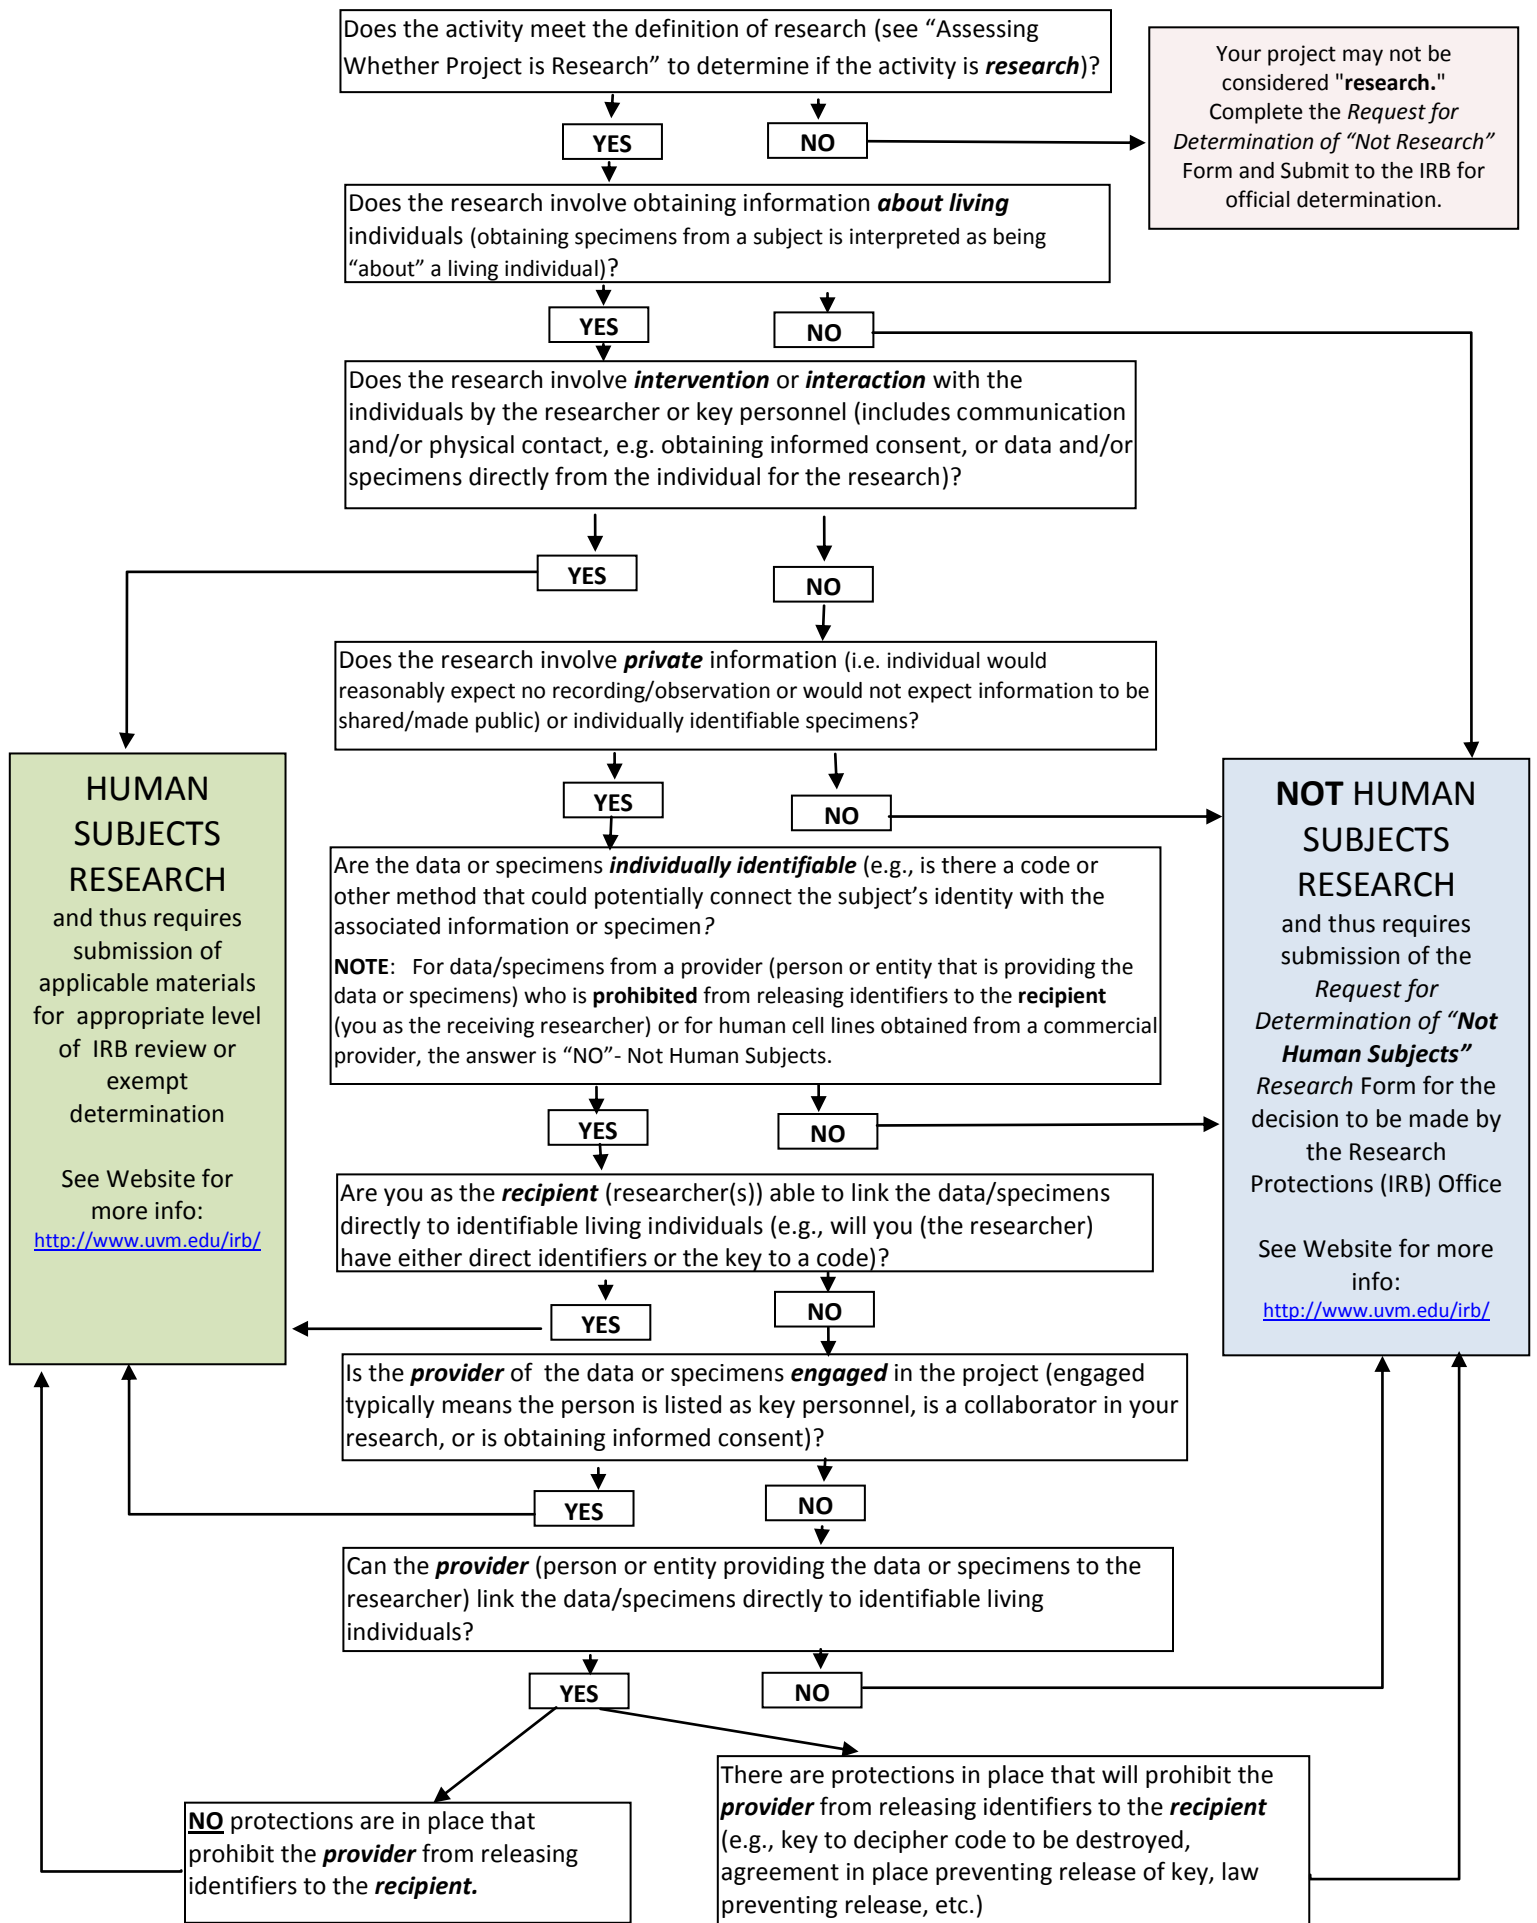 Does the activity meet the definition of research (see “Assessing
Whether Project is Research” to determine if the activity is research)?
Your project may not be
considered "research."
Complete the Request for
Determination of “Not Research”
Form and Submit to the IRB for
official determination.
YES
NO
Does the research involve obtaining information about living
individuals (obtaining specimens from a subject is interpreted as being
“about” a living individual)?
YES
NO
Does the research involve intervention or interaction with the
individuals by the researcher or key personnel (includes communication
and/or physical contact, e.g. obtaining informed consent, or data and/or
specimens directly from the individual for the research)?
YES
NO
Does the research involve private information (i.e. individual would
reasonably expect no recording/observation or would not expect information to be
shared/made public) or individually identifiable specimens?
YES
NO
HUMAN
SUBJECTS
RESEARCH
and thus requires
submission of
applicable materials
for appropriate level
of IRB review or
exempt
determination
See Website for
more info:
http://www.uvm.edu/irb/
NOT HUMAN
SUBJECTS
RESEARCH
and thus requires
submission of the
Request for
Determination of “Not
Human Subjects”
Research Form for the
decision to be made by
the Research
Protections (IRB) Office
See Website for more
info:
http://www.uvm.edu/irb/
Are the data or specimens individually identifiable (e.g., is there a code or
other method that could potentially connect the subject’s identity with the
associated information or specimen?
NOTE: For data/specimens from a provider (person or entity that is providing the
data or specimens) who is prohibited from releasing identifiers to the recipient
(you as the receiving researcher) or for human cell lines obtained from a commercial
provider, the answer is “NO”- Not Human Subjects.
YES
NO
Are you as the recipient (researcher(s)) able to link the data/specimens
directly to identifiable living individuals (e.g., will you (the researcher)
have either direct identifiers or the key to a code)?
YES
NO
Is the provider of the data or specimens engaged in the project (engaged
typically means the person is listed as key personnel, is a collaborator in your
research, or is obtaining informed consent)?
YES
NO
Can the provider (person or entity providing the data or specimens to the
researcher) link the data/specimens directly to identifiable living
individuals?
YES
NO
NO protections are in place that
prohibit the provider from releasing
identifiers to the recipient.
There are protections in place that will prohibit the
provider from releasing identifiers to the recipient
(e.g., key to decipher code to be destroyed,
agreement in place preventing release of key, law
preventing release, etc.)